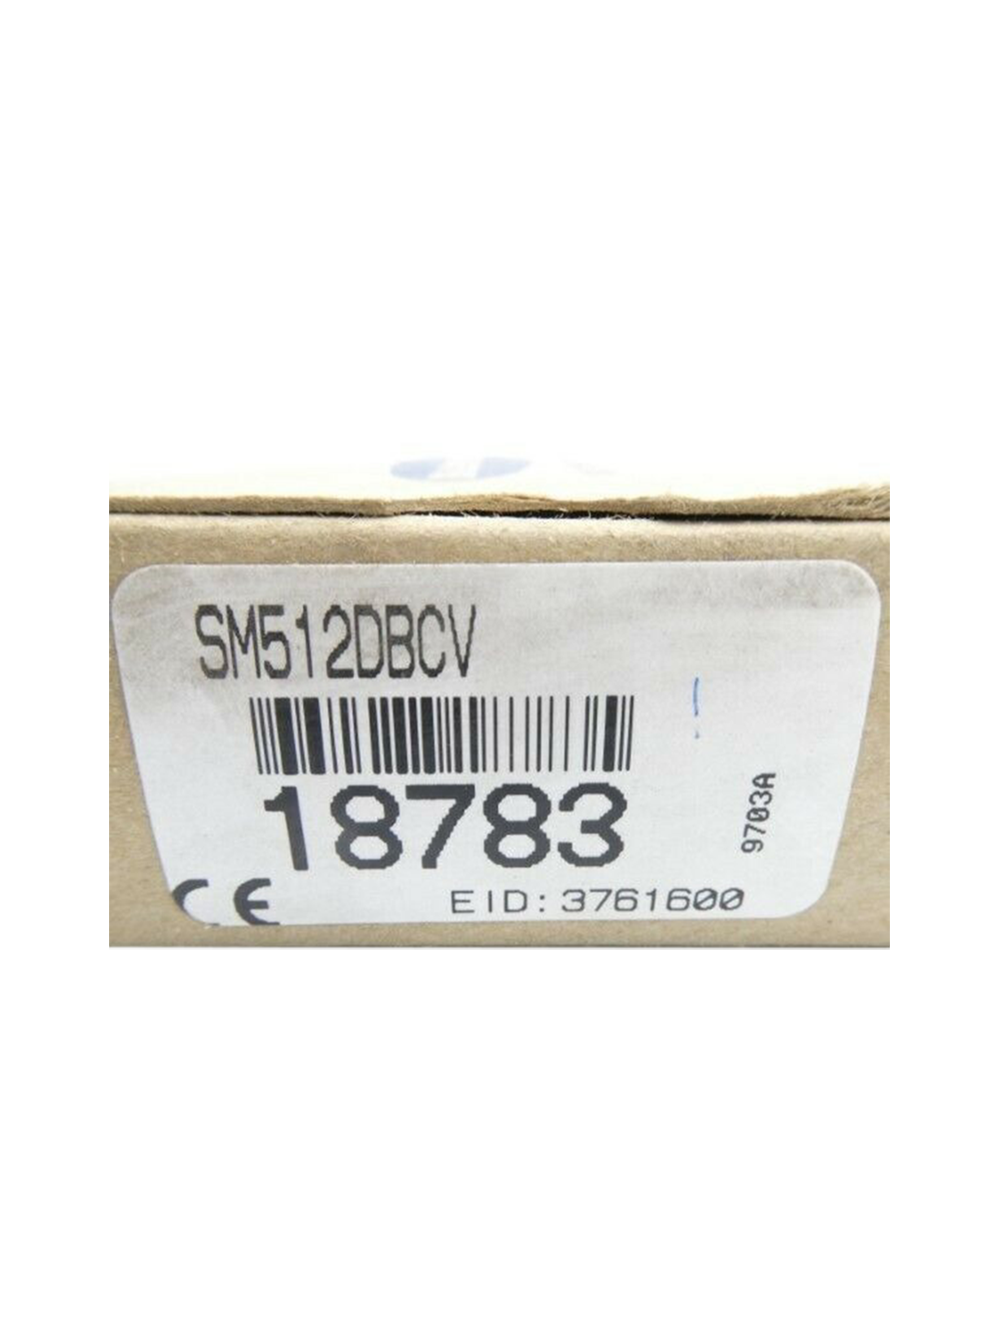 SM512DBCV
18783
9703A
CE
EID: 3761600